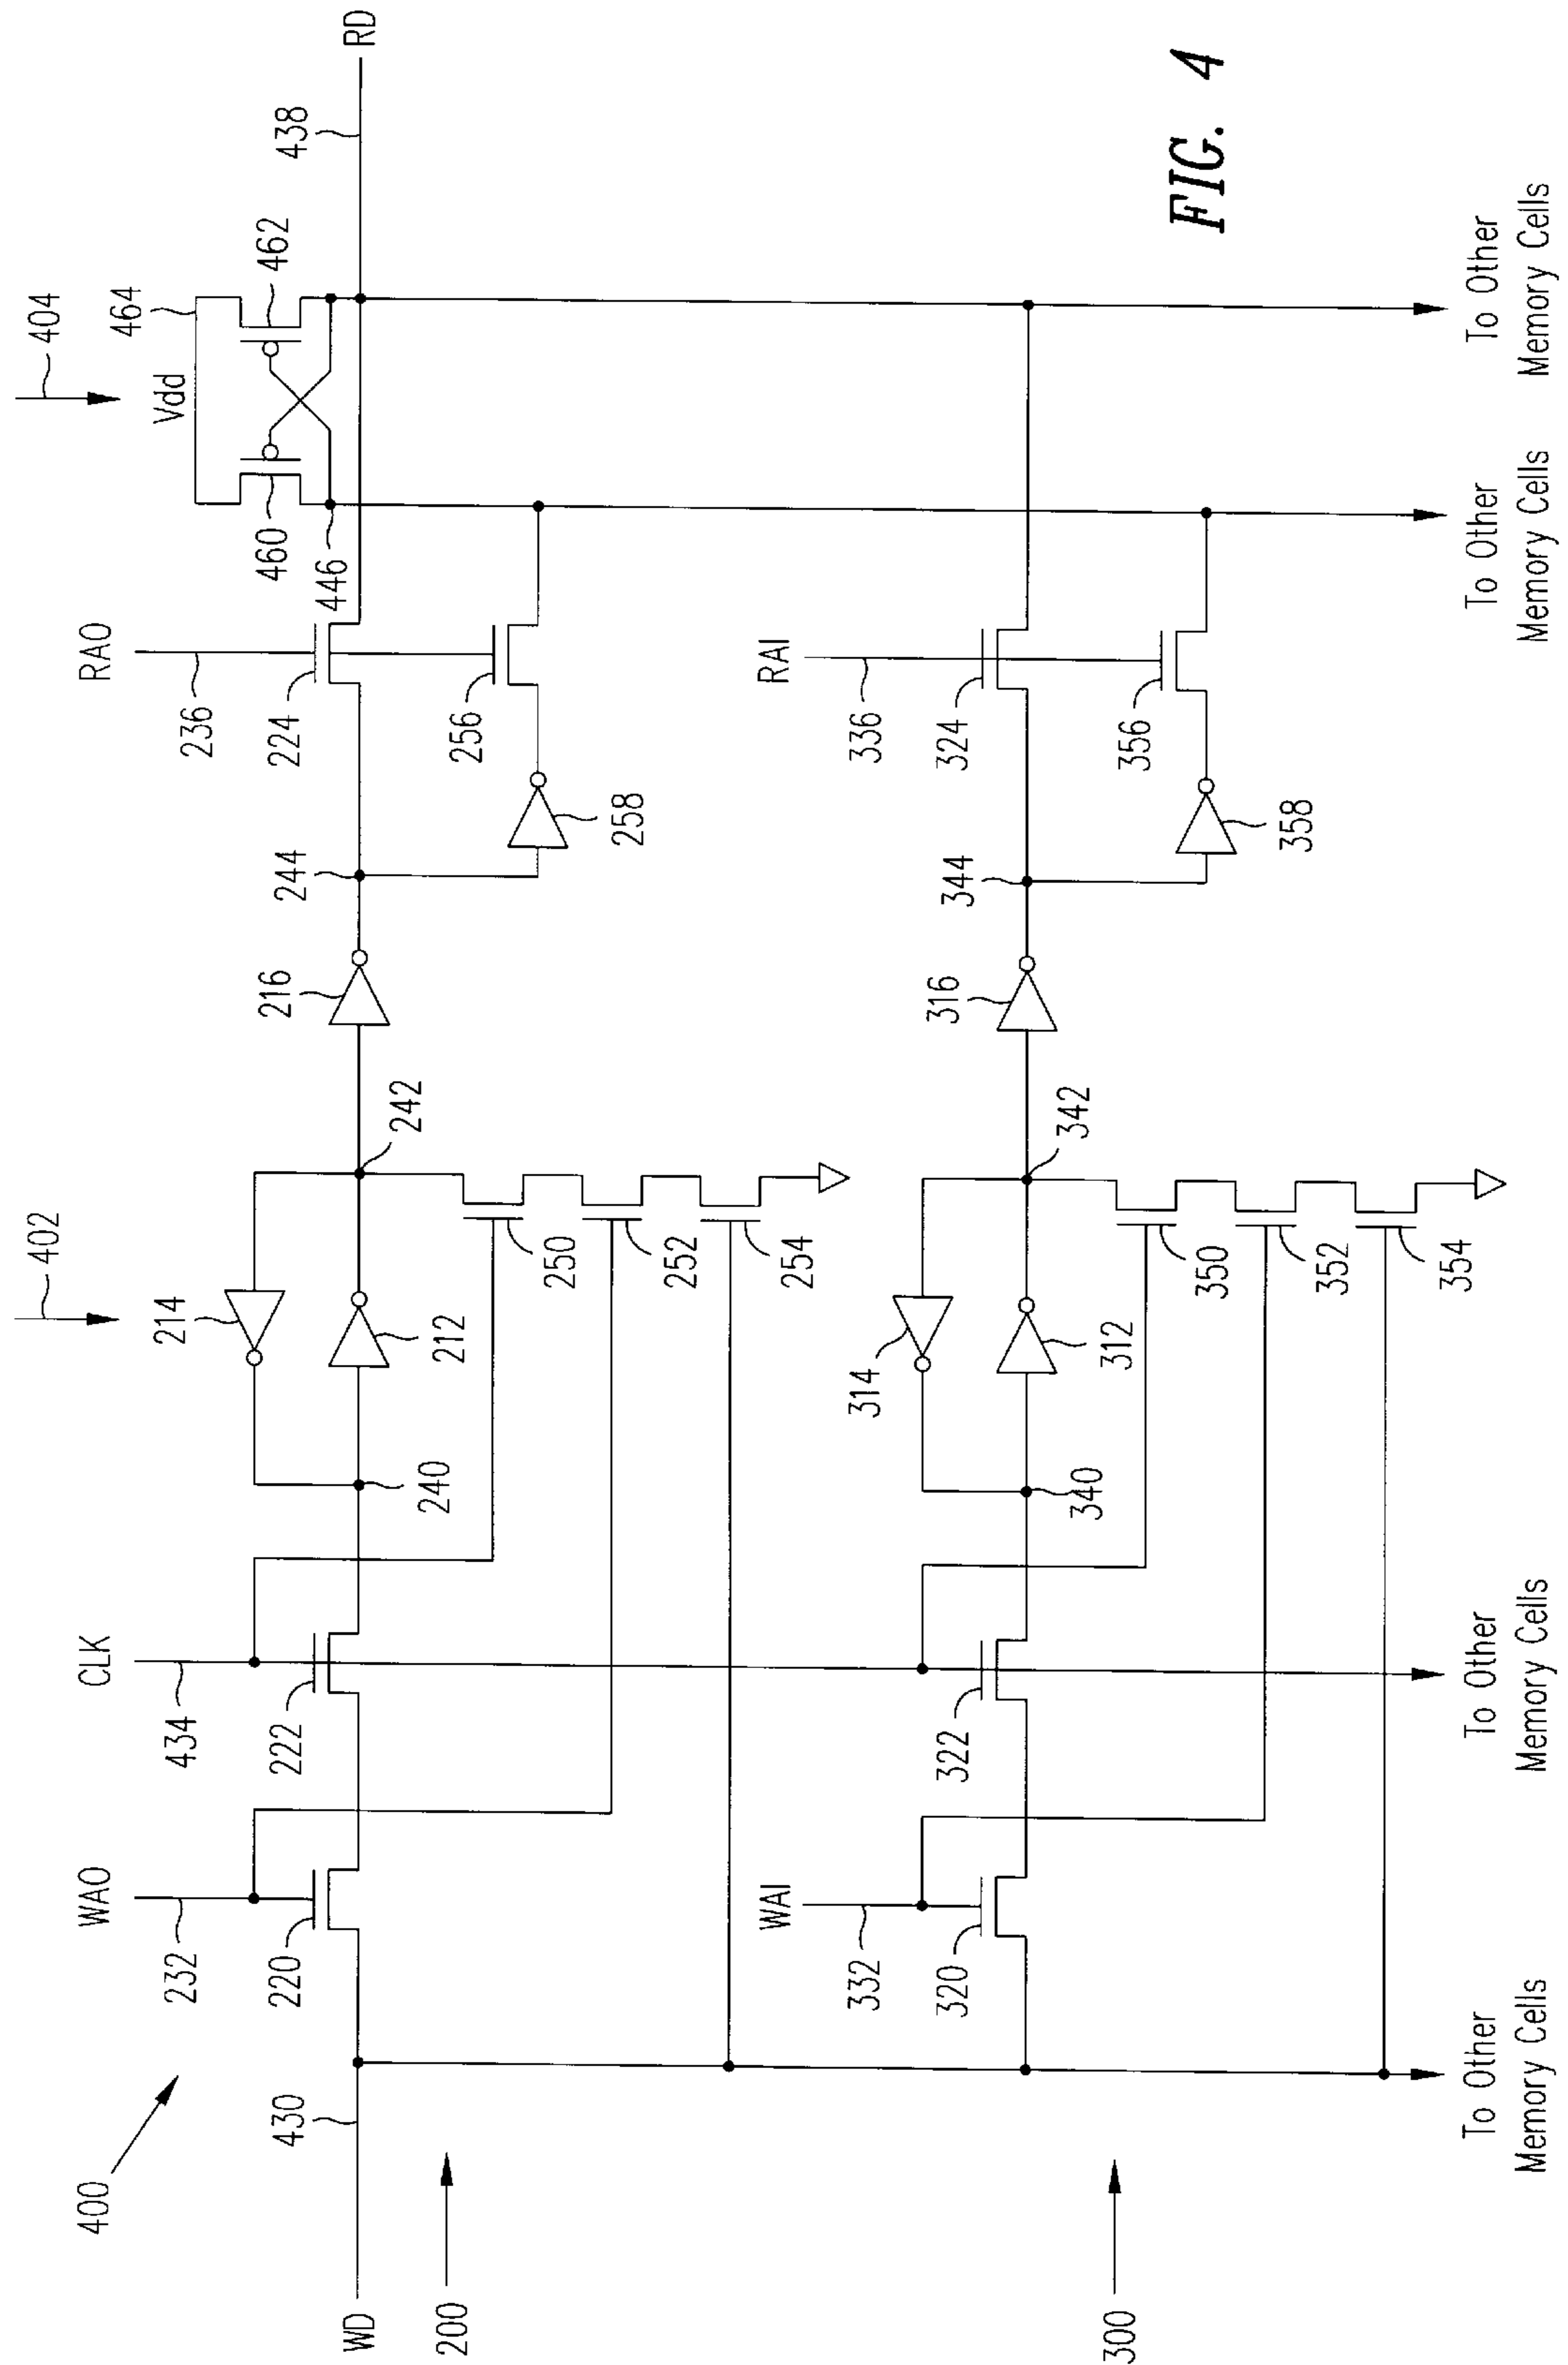 FIG. 4
400
402
404
WD
430
200
WA0
232
220
CLK
434
222
240
214
212
242
250
252
254
216
244
258
RA0
236
224
256
446
460
Vdd
464
462
438
RD
300
WAI
332
320
322
340
314
312
342
350
352
354
316
344
358
RAI
336
324
356
To Other
Memory Cells
To Other
Memory Cells
To Other
Memory Cells
To Other
Memory Cells